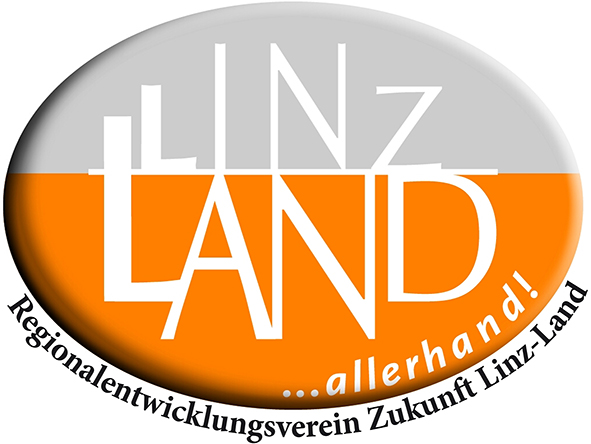 LINZ
LAND
...allerhand!
Regionalentwicklungsverein Zukunft Linz-Land